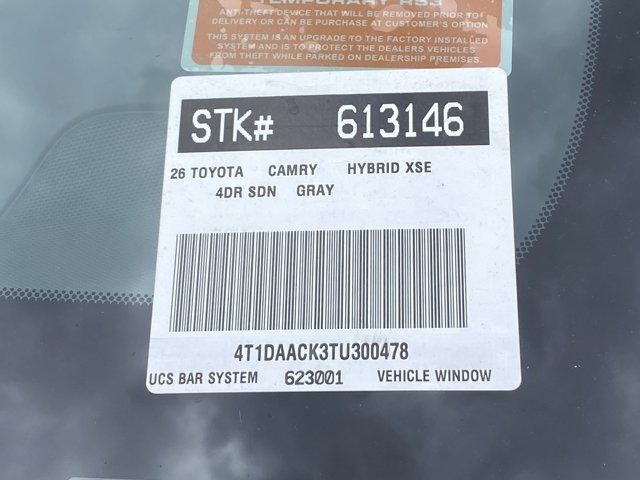 TEMPORARY RS3
ANTI-THEFT DEVICE THAT WILL BE REMOVED PRIOR TO
DELIVERY OR CAN BE PURCHASE AT CUSTOMER'S OPTION
THIS SYSTEM IS AN UPGRADE TO THE FACTORY INSTALLED
SYSTEM AND IS TO PROTECT THE DEALERS VEHICLES
FROM THEFT WHILE PARKED ON DEALERSHIP PREMISES.
STK# 613146
26 TOYOTA CAMRY HYBRID XSE
4DR SDN GRAY
4T1DAACK3TU300478
UCS BAR SYSTEM 623001 VEHICLE WINDOW